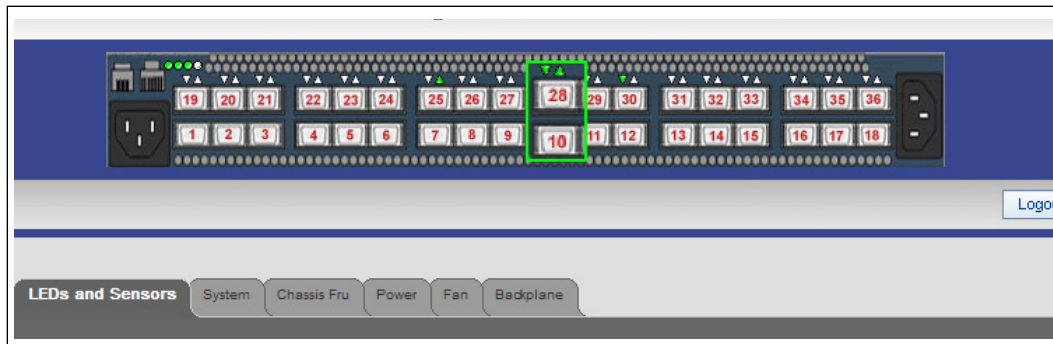 19 20 21 22 23 24 25 26 27 28 29 30 31 32 33 34 35 36
1 2 3 4 5 6 7 8 9 10 11 12 13 14 15 16 17 18
LEDs and Sensors System Chassis Fru Power Fan Backplane